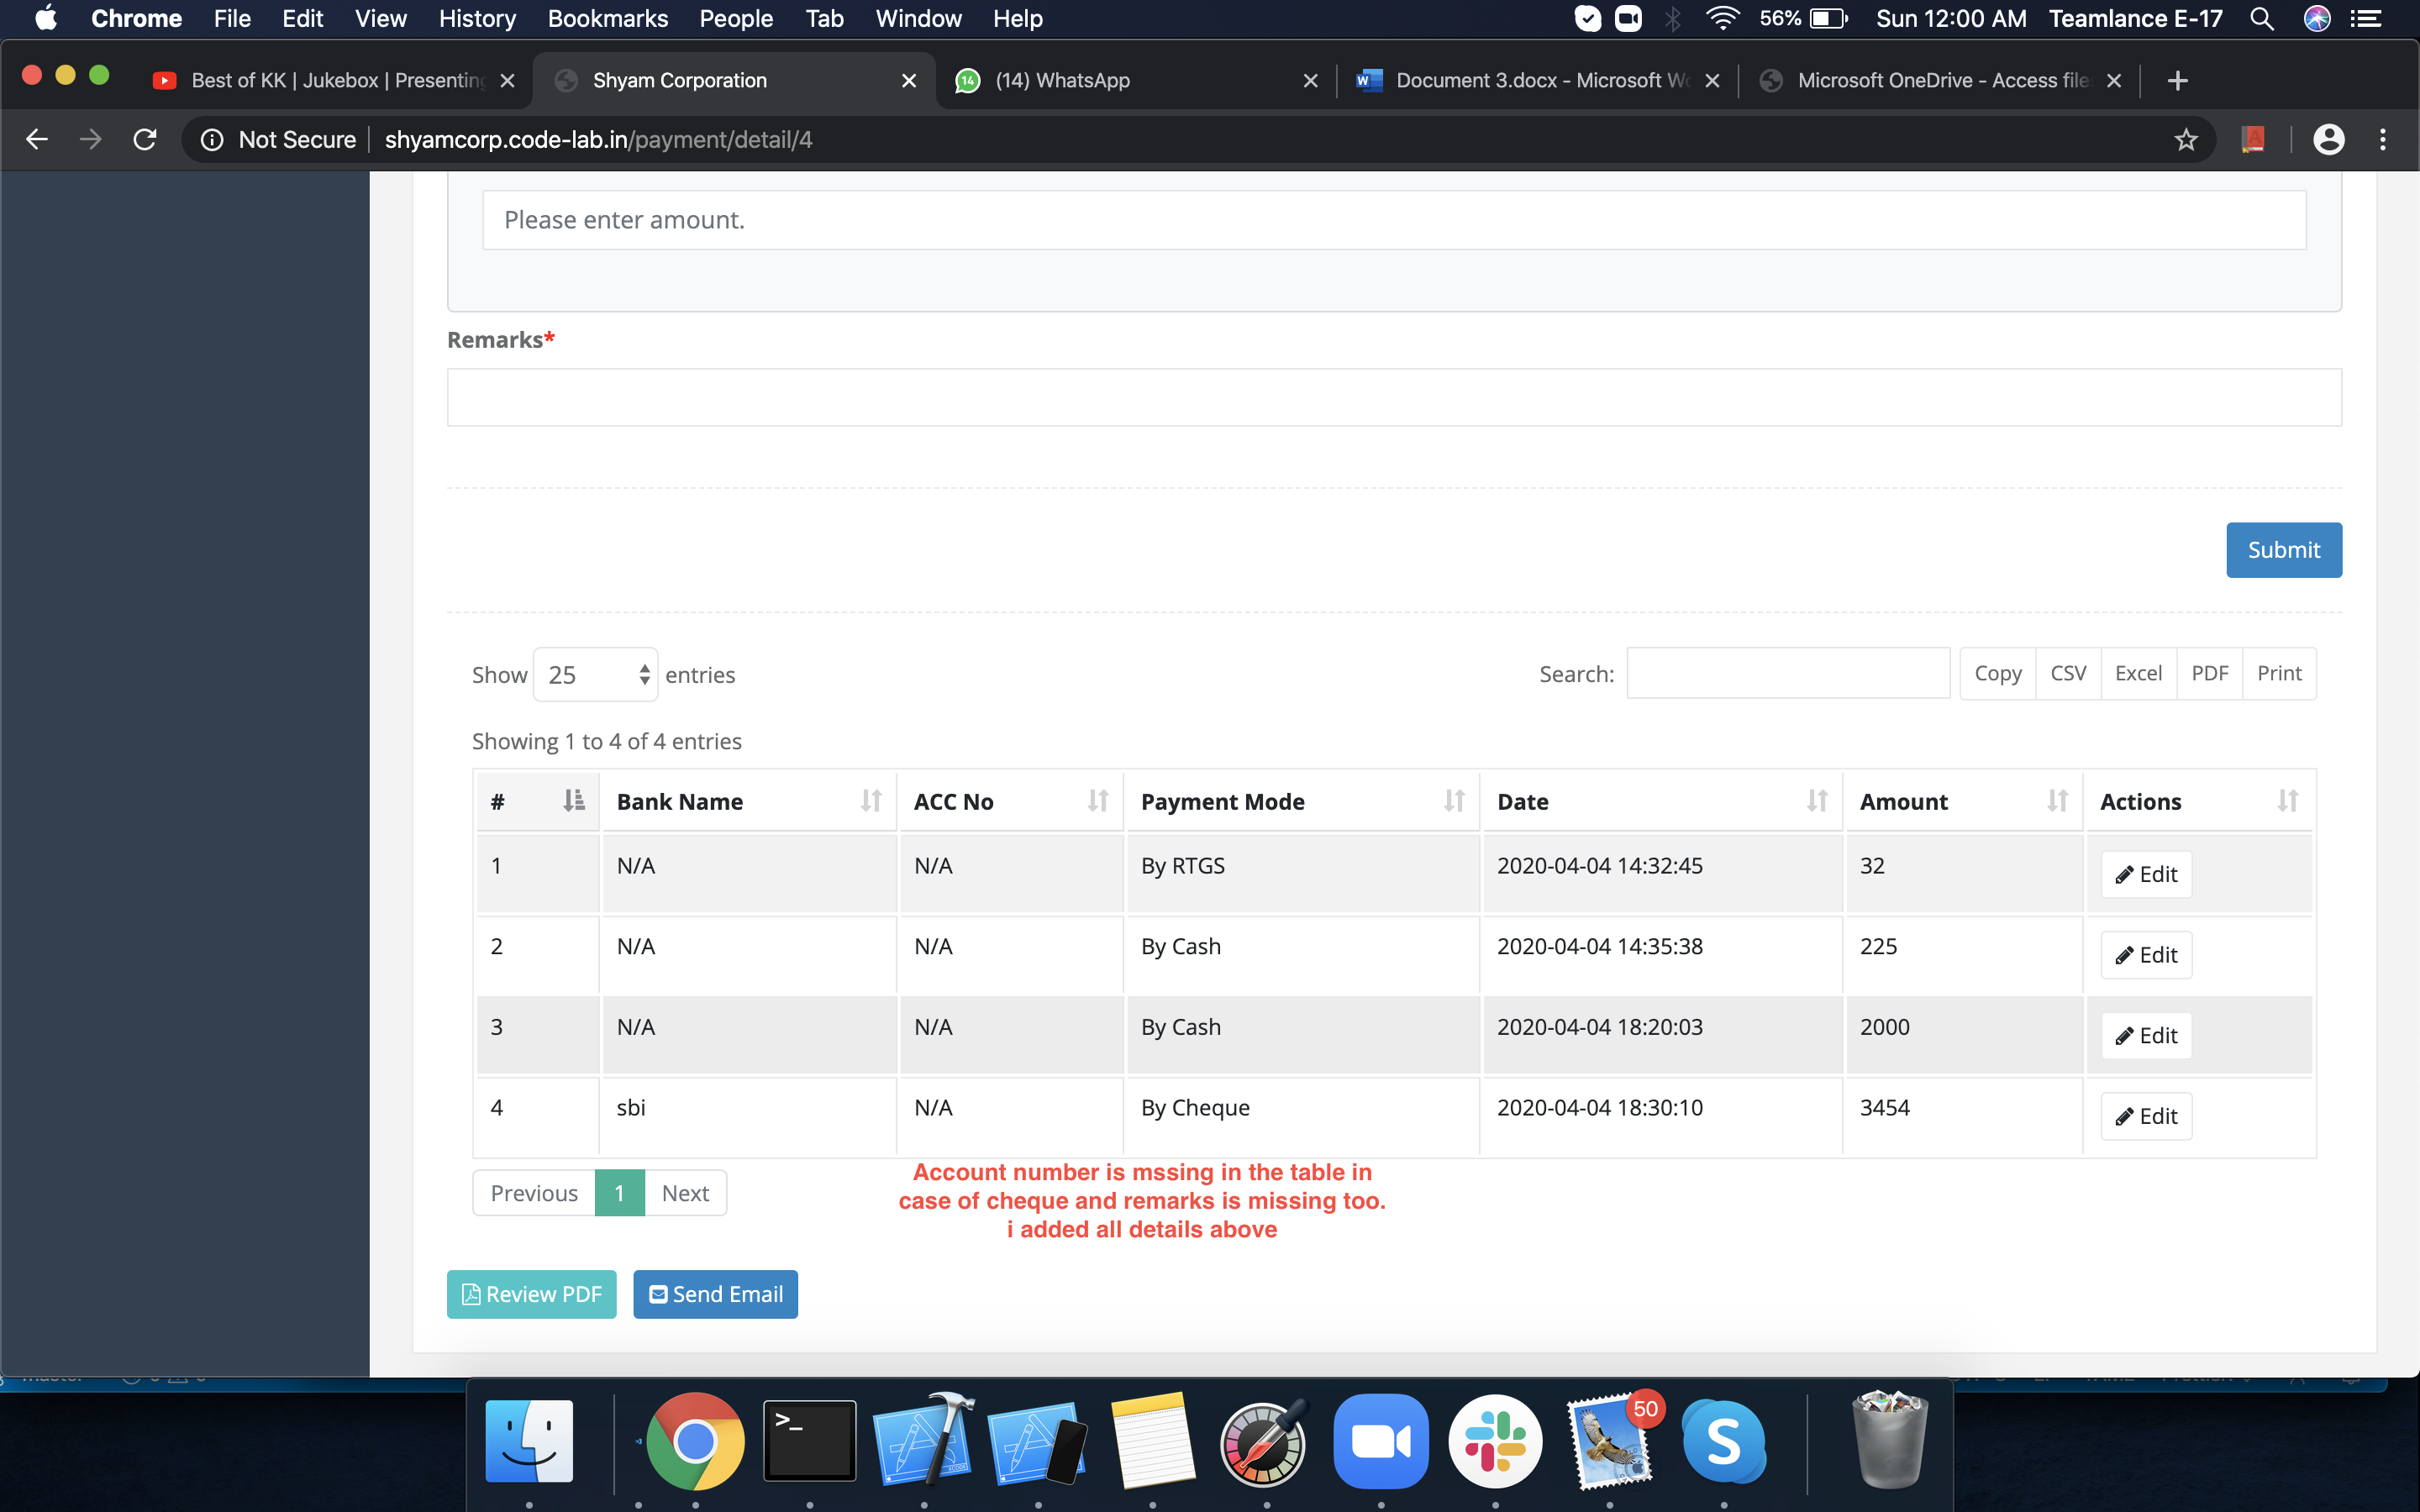 Chrome File Edit View History Bookmarks People Tab Window Help 56% Sun 12:00 AM Teamlance E-17
Best of KK | Jukebox | Presenting Shyam Corporation 14 (14) WhatsApp W Document 3.docx - Microsoft Wo Microsoft OneDrive - Access file
Not Secure shyamcorp.code-lab.in/payment/detail/4
Please enter amount.
Remarks*
Submit
Show 25 entries Search: Copy CSV Excel PDF Print
Showing 1 to 4 of 4 entries
# Bank Name ACC No Payment Mode Date Amount Actions
1 N/A N/A By RTGS 2020-04-04 14:32:45 32 Edit
2 N/A N/A By Cash 2020-04-04 14:35:38 225 Edit
3 N/A N/A By Cash 2020-04-04 18:20:03 2000 Edit
4 sbi N/A By Cheque 2020-04-04 18:30:10 3454 Edit
Previous 1 Next
Account number is mssing in the table in
case of cheque and remarks is missing too.
i added all details above
Review PDF Send Email
>_
50
S